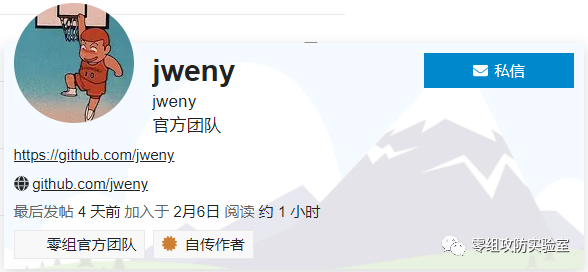 jweny
私信
jweny
官方团队
https://github.com/jweny
github.com/jweny
最后发帖 4 天前 加入于 2月6日 阅读 约 1 小时
零组官方团队 自传作者
零组攻防实验室